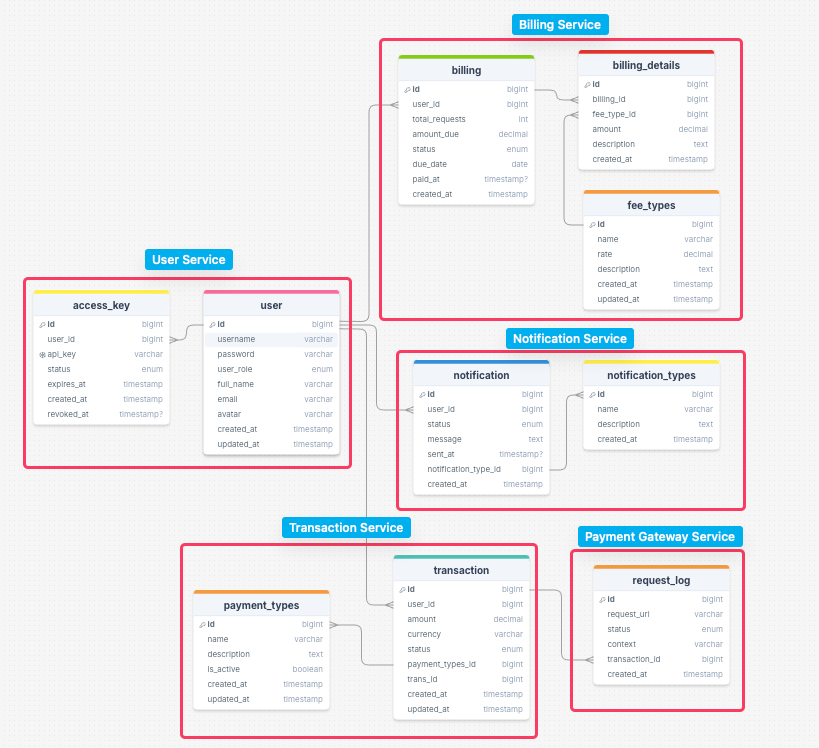 Billing Service
billing
id bigint
user_id bigint
total_requests int
amount_due decimal
status enum
due_date date
paid_at timestamp?
created_at timestamp
billing_details
id bigint
billing_id bigint
fee_type_id bigint
amount decimal
description text
created_at timestamp
fee_types
id bigint
name varchar
rate decimal
description text
created_at timestamp
updated_at timestamp
User Service
access_key
id bigint
user_id bigint
api_key varchar
status enum
expires_at timestamp
created_at timestamp
revoked_at timestamp?
user
id bigint
username varchar
password varchar
user_role enum
full_name varchar
email varchar
avatar varchar
created_at timestamp
updated_at timestamp
Notification Service
notification
id bigint
user_id bigint
status enum
message text
sent_at timestamp?
notification_type_id bigint
created_at timestamp
notification_types
id bigint
name varchar
description text
created_at timestamp
Transaction Service
payment_types
id bigint
name varchar
description text
is_active boolean
created_at timestamp
updated_at timestamp
transaction
id bigint
user_id bigint
amount decimal
currency varchar
status enum
payment_types_id bigint
trans_id bigint
created_at timestamp
updated_at timestamp
Payment Gateway Service
request_log
id bigint
request_url varchar
status enum
context varchar
transaction_id bigint
created_at timestamp